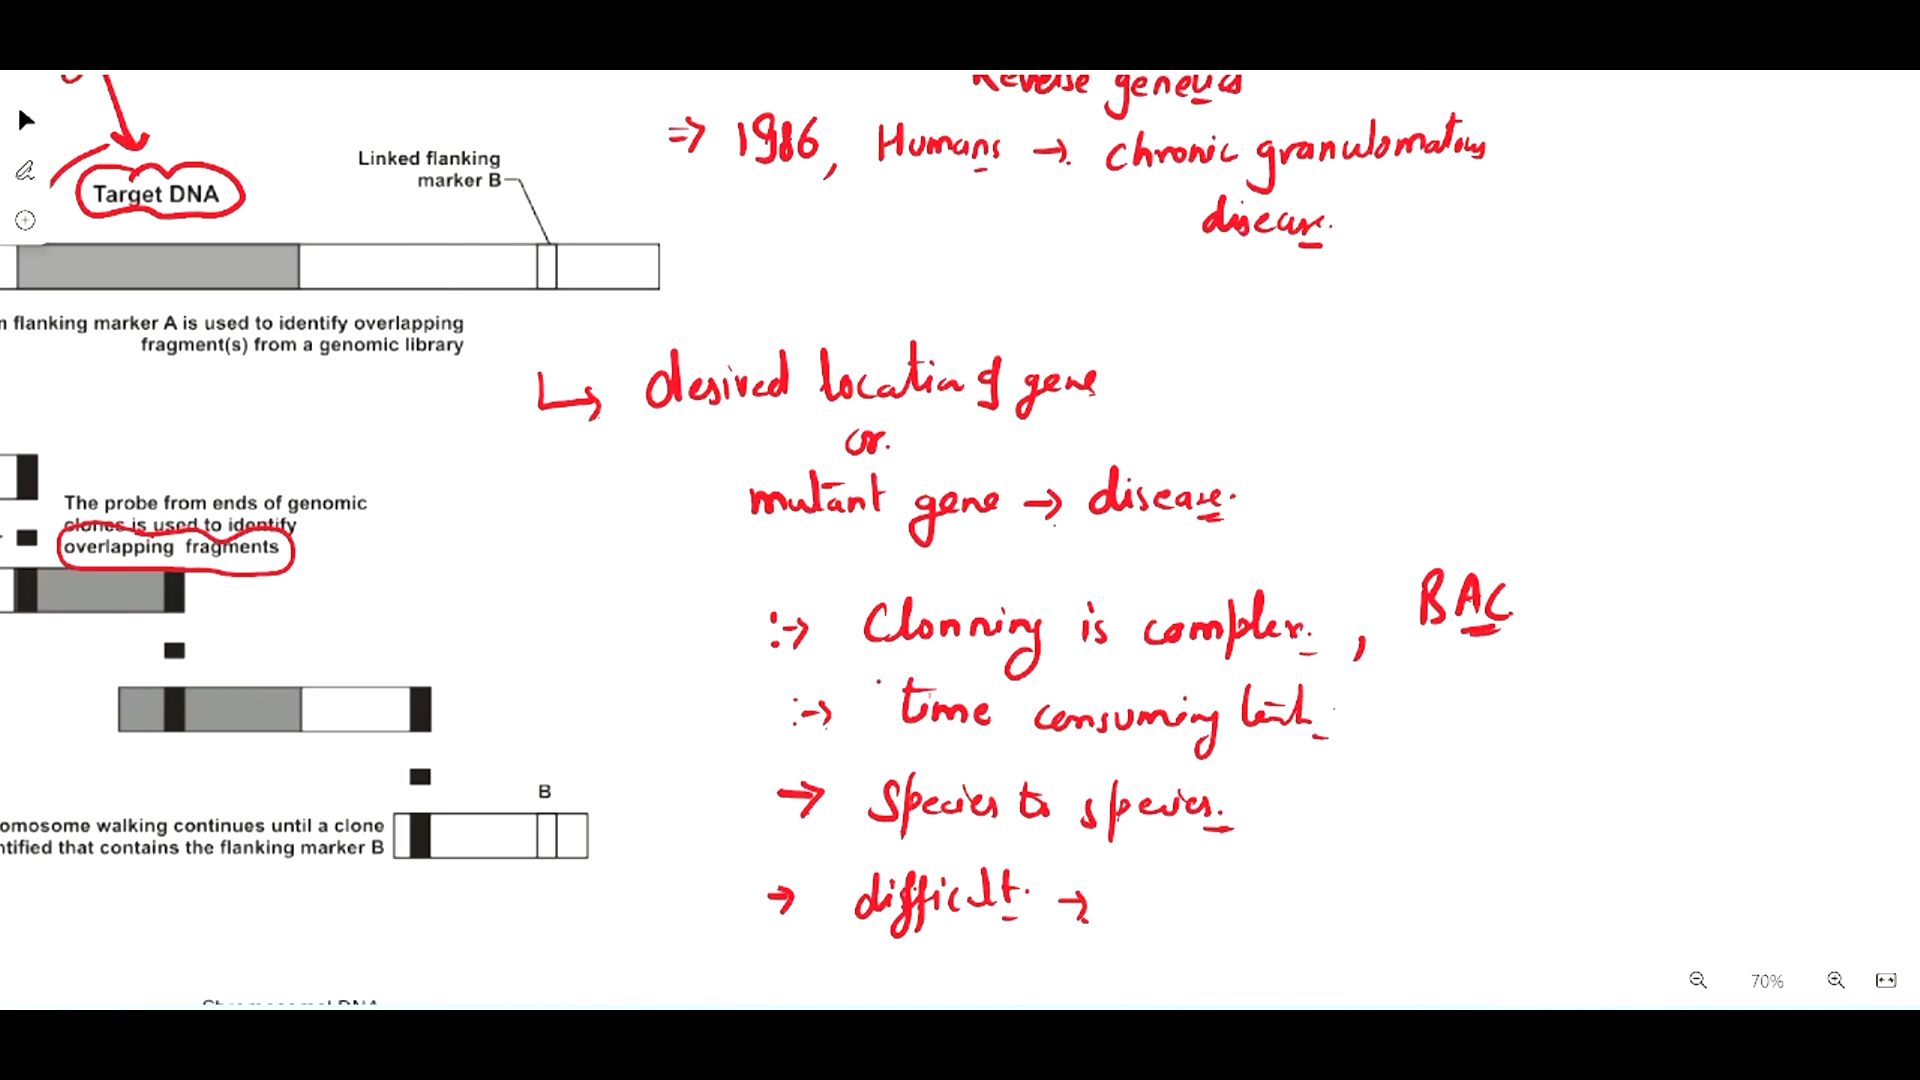 Reverse genetics
⇒ 1986, Humans → chronic granulomatous
disease.
Target DNA
Linked flanking
marker B
n flanking marker A is used to identify overlapping
fragment(s) from a genomic library
↳ desired location of gene
or.
mutant gene → disease.
The probe from ends of genomic
clones is used to identify
overlapping fragments
:→ Clonning is complex. , BAC
:→ time consuming
→ Species to species.
B
omosome walking continues until a clone
ntified that contains the flanking marker B
→ difficult. →
70%